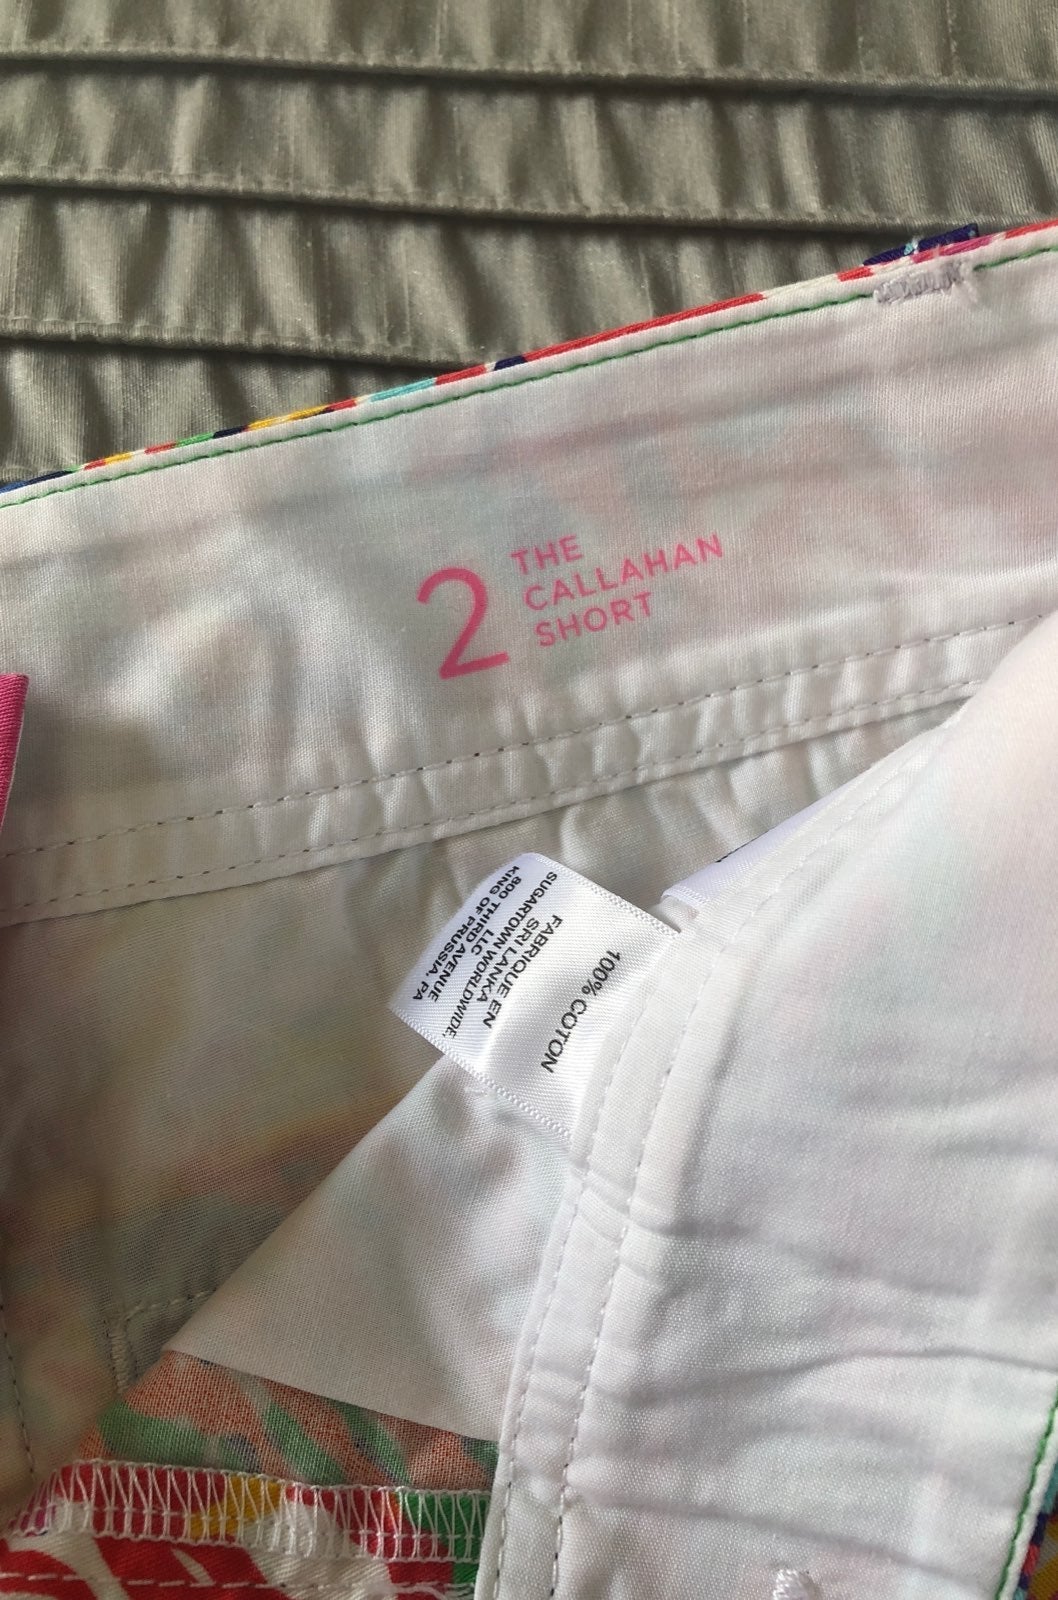 2
THE
CALLAHAN
SHORT
100% COTON
FABRIQUE EN
SRI LANKA
SUGARTOWN WORLDWIDE,
LLC
800 THIRD AVENUE
KING OF PRUSSIA, PA